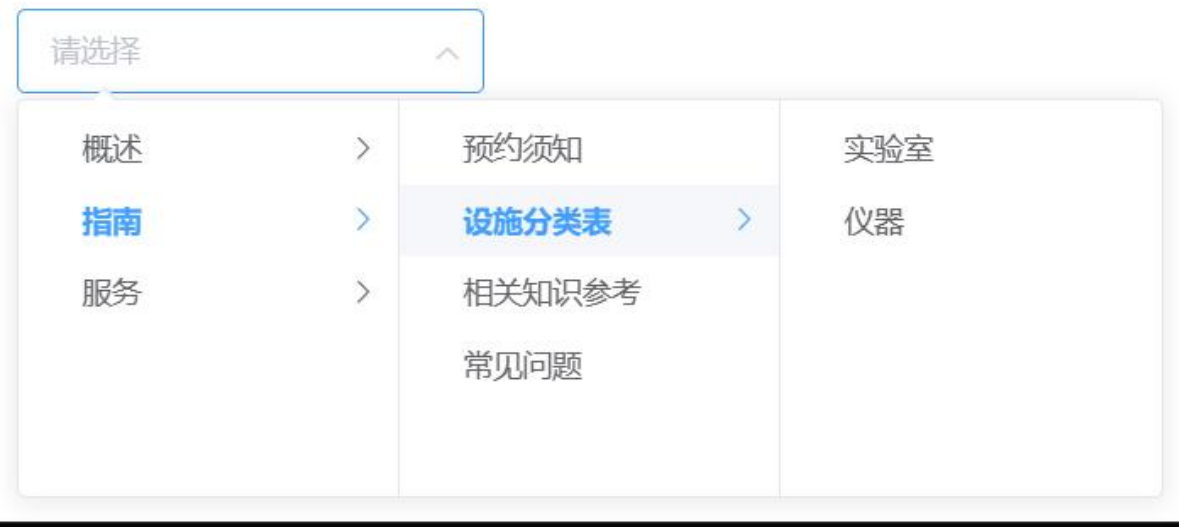 请选择
概述
指南
服务
预约须知
设施分类表
相关知识参考
常见问题
实验室
仪器